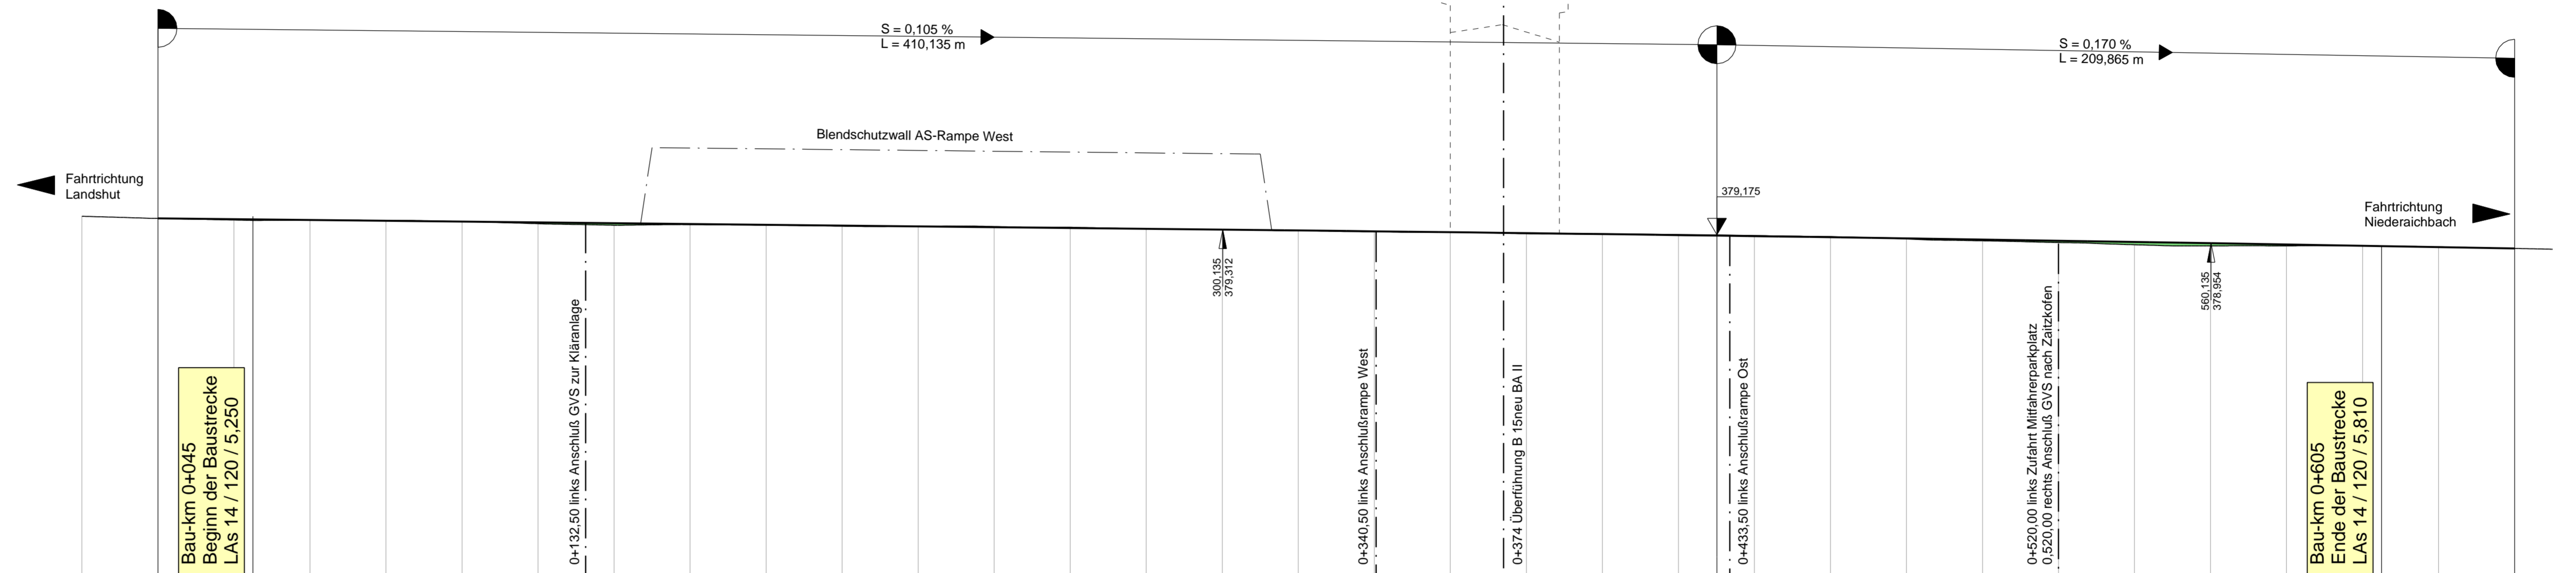 S = 0,105 %
L = 410,135 m
S = 0,170 %
L = 209,865 m
Blendschutzwall AS-Rampe West
Fahrtrichtung
Landshut
379,175
Fahrtrichtung
Niederaichbach
300,135
379,312
560,135
378,954
Bau-km 0+045
Beginn der Baustrecke
LAs 14 / 120 / 5,250
0+132,50 links Anschluß GVS zur Kläranlage
0+340,50 links Anschlußrampe West
0+374 Überführung B 15neu BA II
0+433,50 links Anschlußrampe Ost
0+520,00 links Zufahrt Mitfahrerparkplatz
0,520,00 rechts Anschluß GVS nach Zaitzkofen
Bau-km 0+605
Ende der Baustrecke
LAs 14 / 120 / 5,810